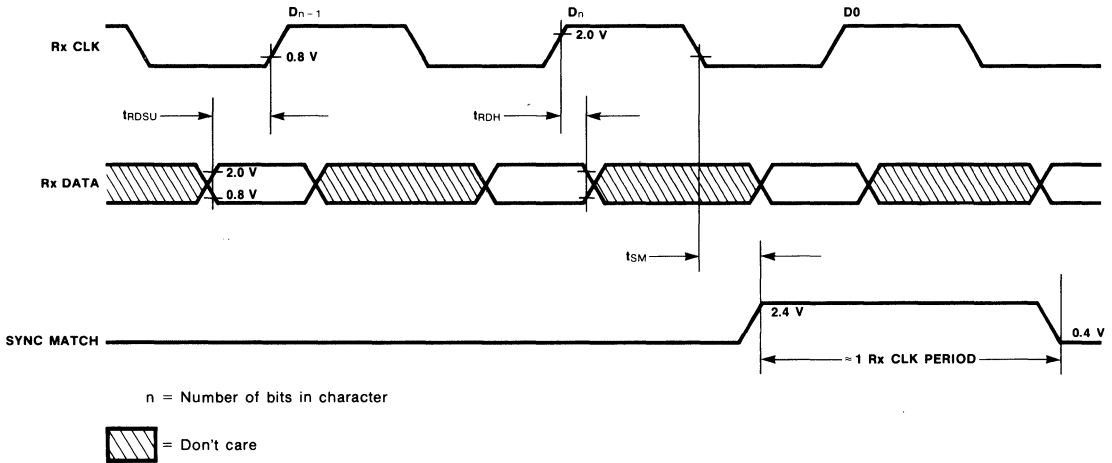 Dn-1
Dn
D0
Rx CLK
0.8 V
2.0 V
tRDSU
tRDH
Rx DATA
2.0 V
0.8 V
tSM
SYNC MATCH
2.4 V
0.4 V
≈ 1 Rx CLK PERIOD
n = Number of bits in character
= Don't care